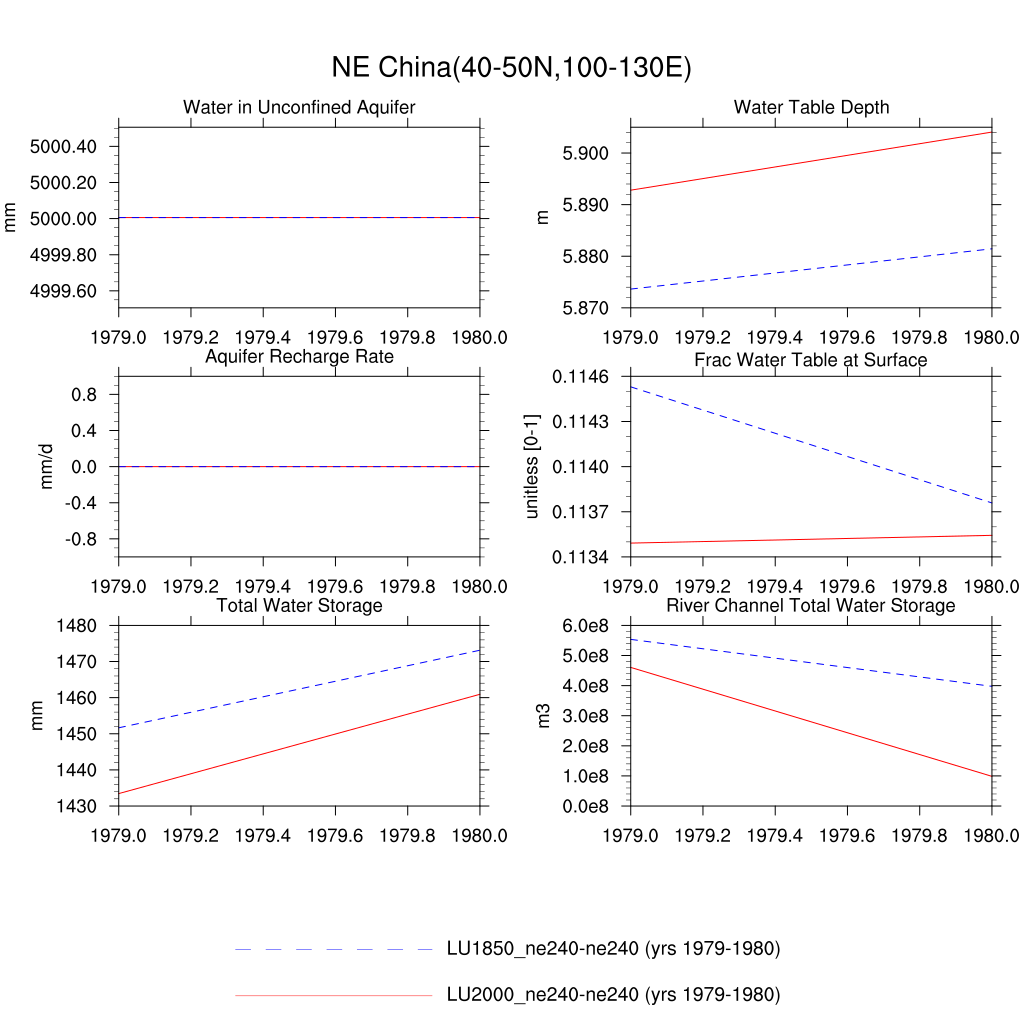 NE China(40-50N,100-130E)
Water in Unconfined Aquifer
5000.40
5000.20
5000.00
4999.80
4999.60
mm
1979.0 1979.2 1979.4 1979.6 1979.8 1980.0
Water Table Depth
5.900
5.890
5.880
5.870
m
1979.0 1979.2 1979.4 1979.6 1979.8 1980.0
Aquifer Recharge Rate
0.8
0.4
0.0
-0.4
-0.8
mm/d
1979.0 1979.2 1979.4 1979.6 1979.8 1980.0
Frac Water Table at Surface
0.1146
0.1143
0.1140
0.1137
0.1134
unitless [0-1]
1979.0 1979.2 1979.4 1979.6 1979.8 1980.0
Total Water Storage
1480
1470
1460
1450
1440
1430
mm
1979.0 1979.2 1979.4 1979.6 1979.8 1980.0
River Channel Total Water Storage
6.0e8
5.0e8
4.0e8
3.0e8
2.0e8
1.0e8
0.0e8
m3
1979.0 1979.2 1979.4 1979.6 1979.8 1980.0
LU1850_ne240-ne240 (yrs 1979-1980)
LU2000_ne240-ne240 (yrs 1979-1980)